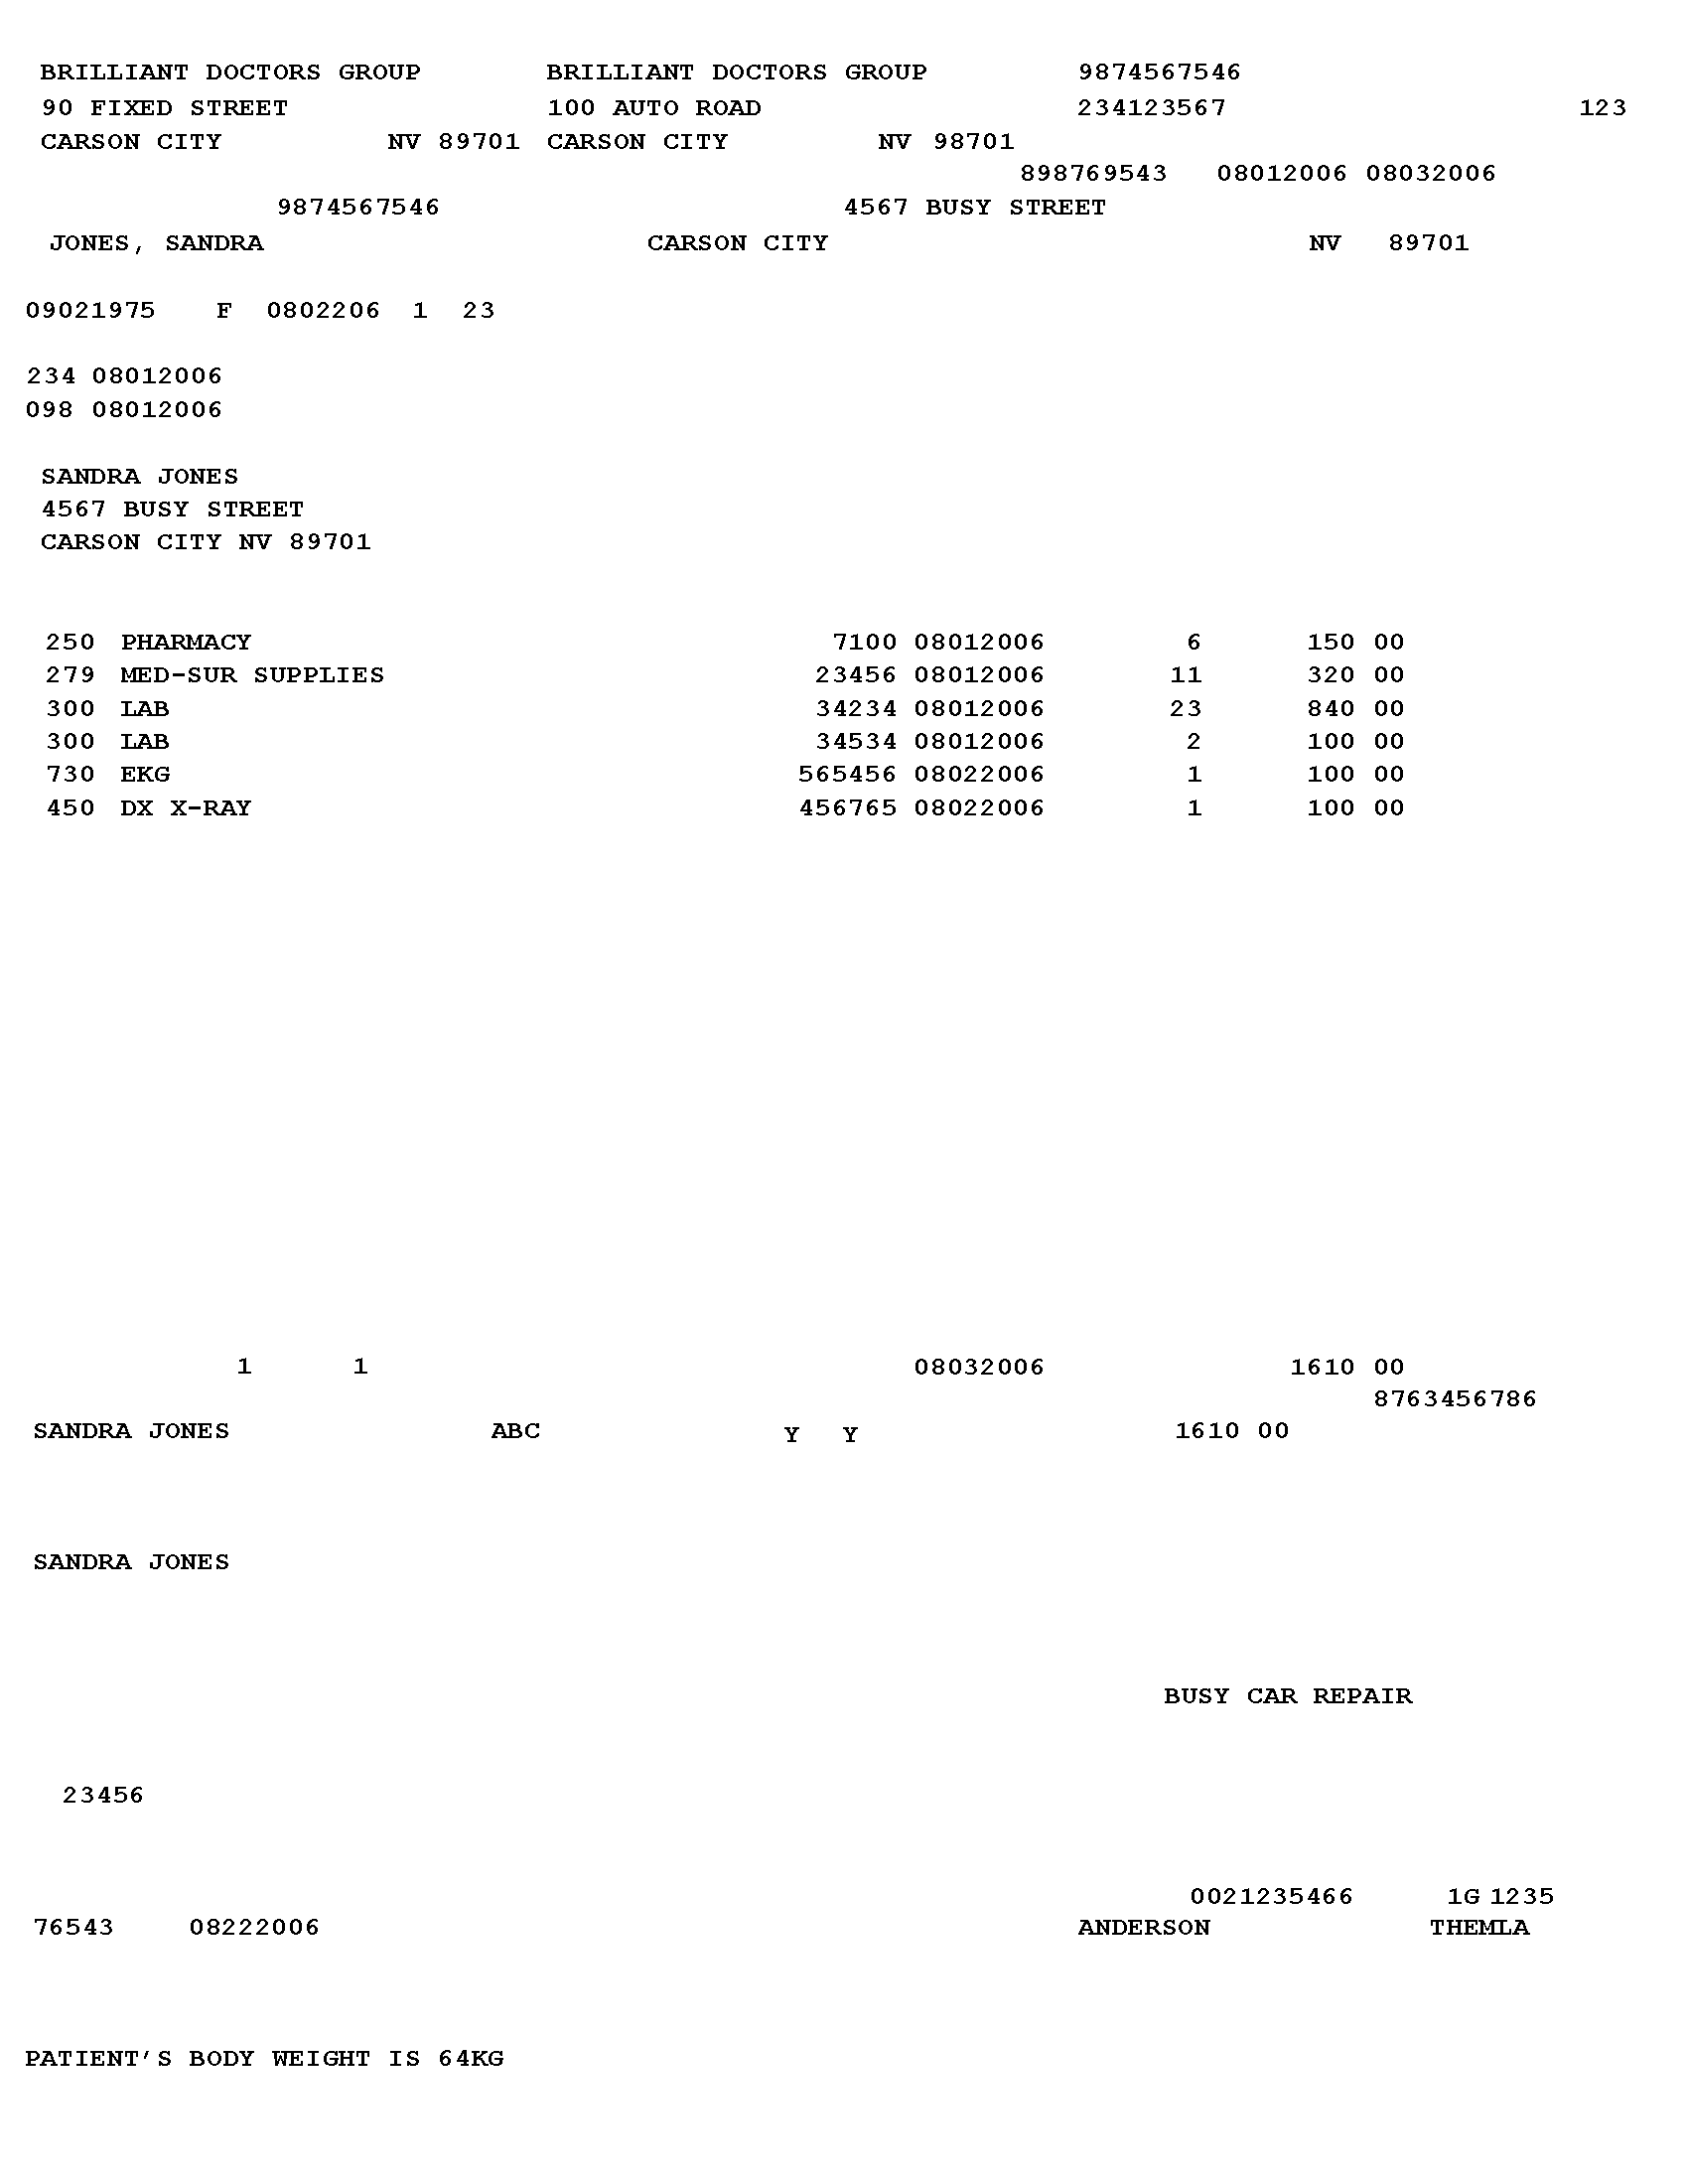 BRILLIANT DOCTORS GROUP BRILLIANT DOCTORS GROUP 9874567546
90 FIXED STREET 100 AUTO ROAD 234123567 123
CARSON CITY NV 89701 CARSON CITY NV 98701
898769543 08012006 08032006
9874567546 4567 BUSY STREET
JONES, SANDRA CARSON CITY NV 89701
09021975 F 0802206 1 23
234 08012006
098 08012006
SANDRA JONES
4567 BUSY STREET
CARSON CITY NV 89701
250 PHARMACY 7100 08012006 6 150 00
279 MED-SUR SUPPLIES 23456 08012006 11 320 00
300 LAB 34234 08012006 23 840 00
300 LAB 34534 08012006 2 100 00
730 EKG 565456 08022006 1 100 00
450 DX X-RAY 456765 08022006 1 100 00
1 1 08032006 1610 00
8763456786
SANDRA JONES ABC Y Y 1610 00
SANDRA JONES
BUSY CAR REPAIR
23456
0021235466 1G 1235
76543 08222006 ANDERSON THEMLA
PATIENT'S BODY WEIGHT IS 64KG